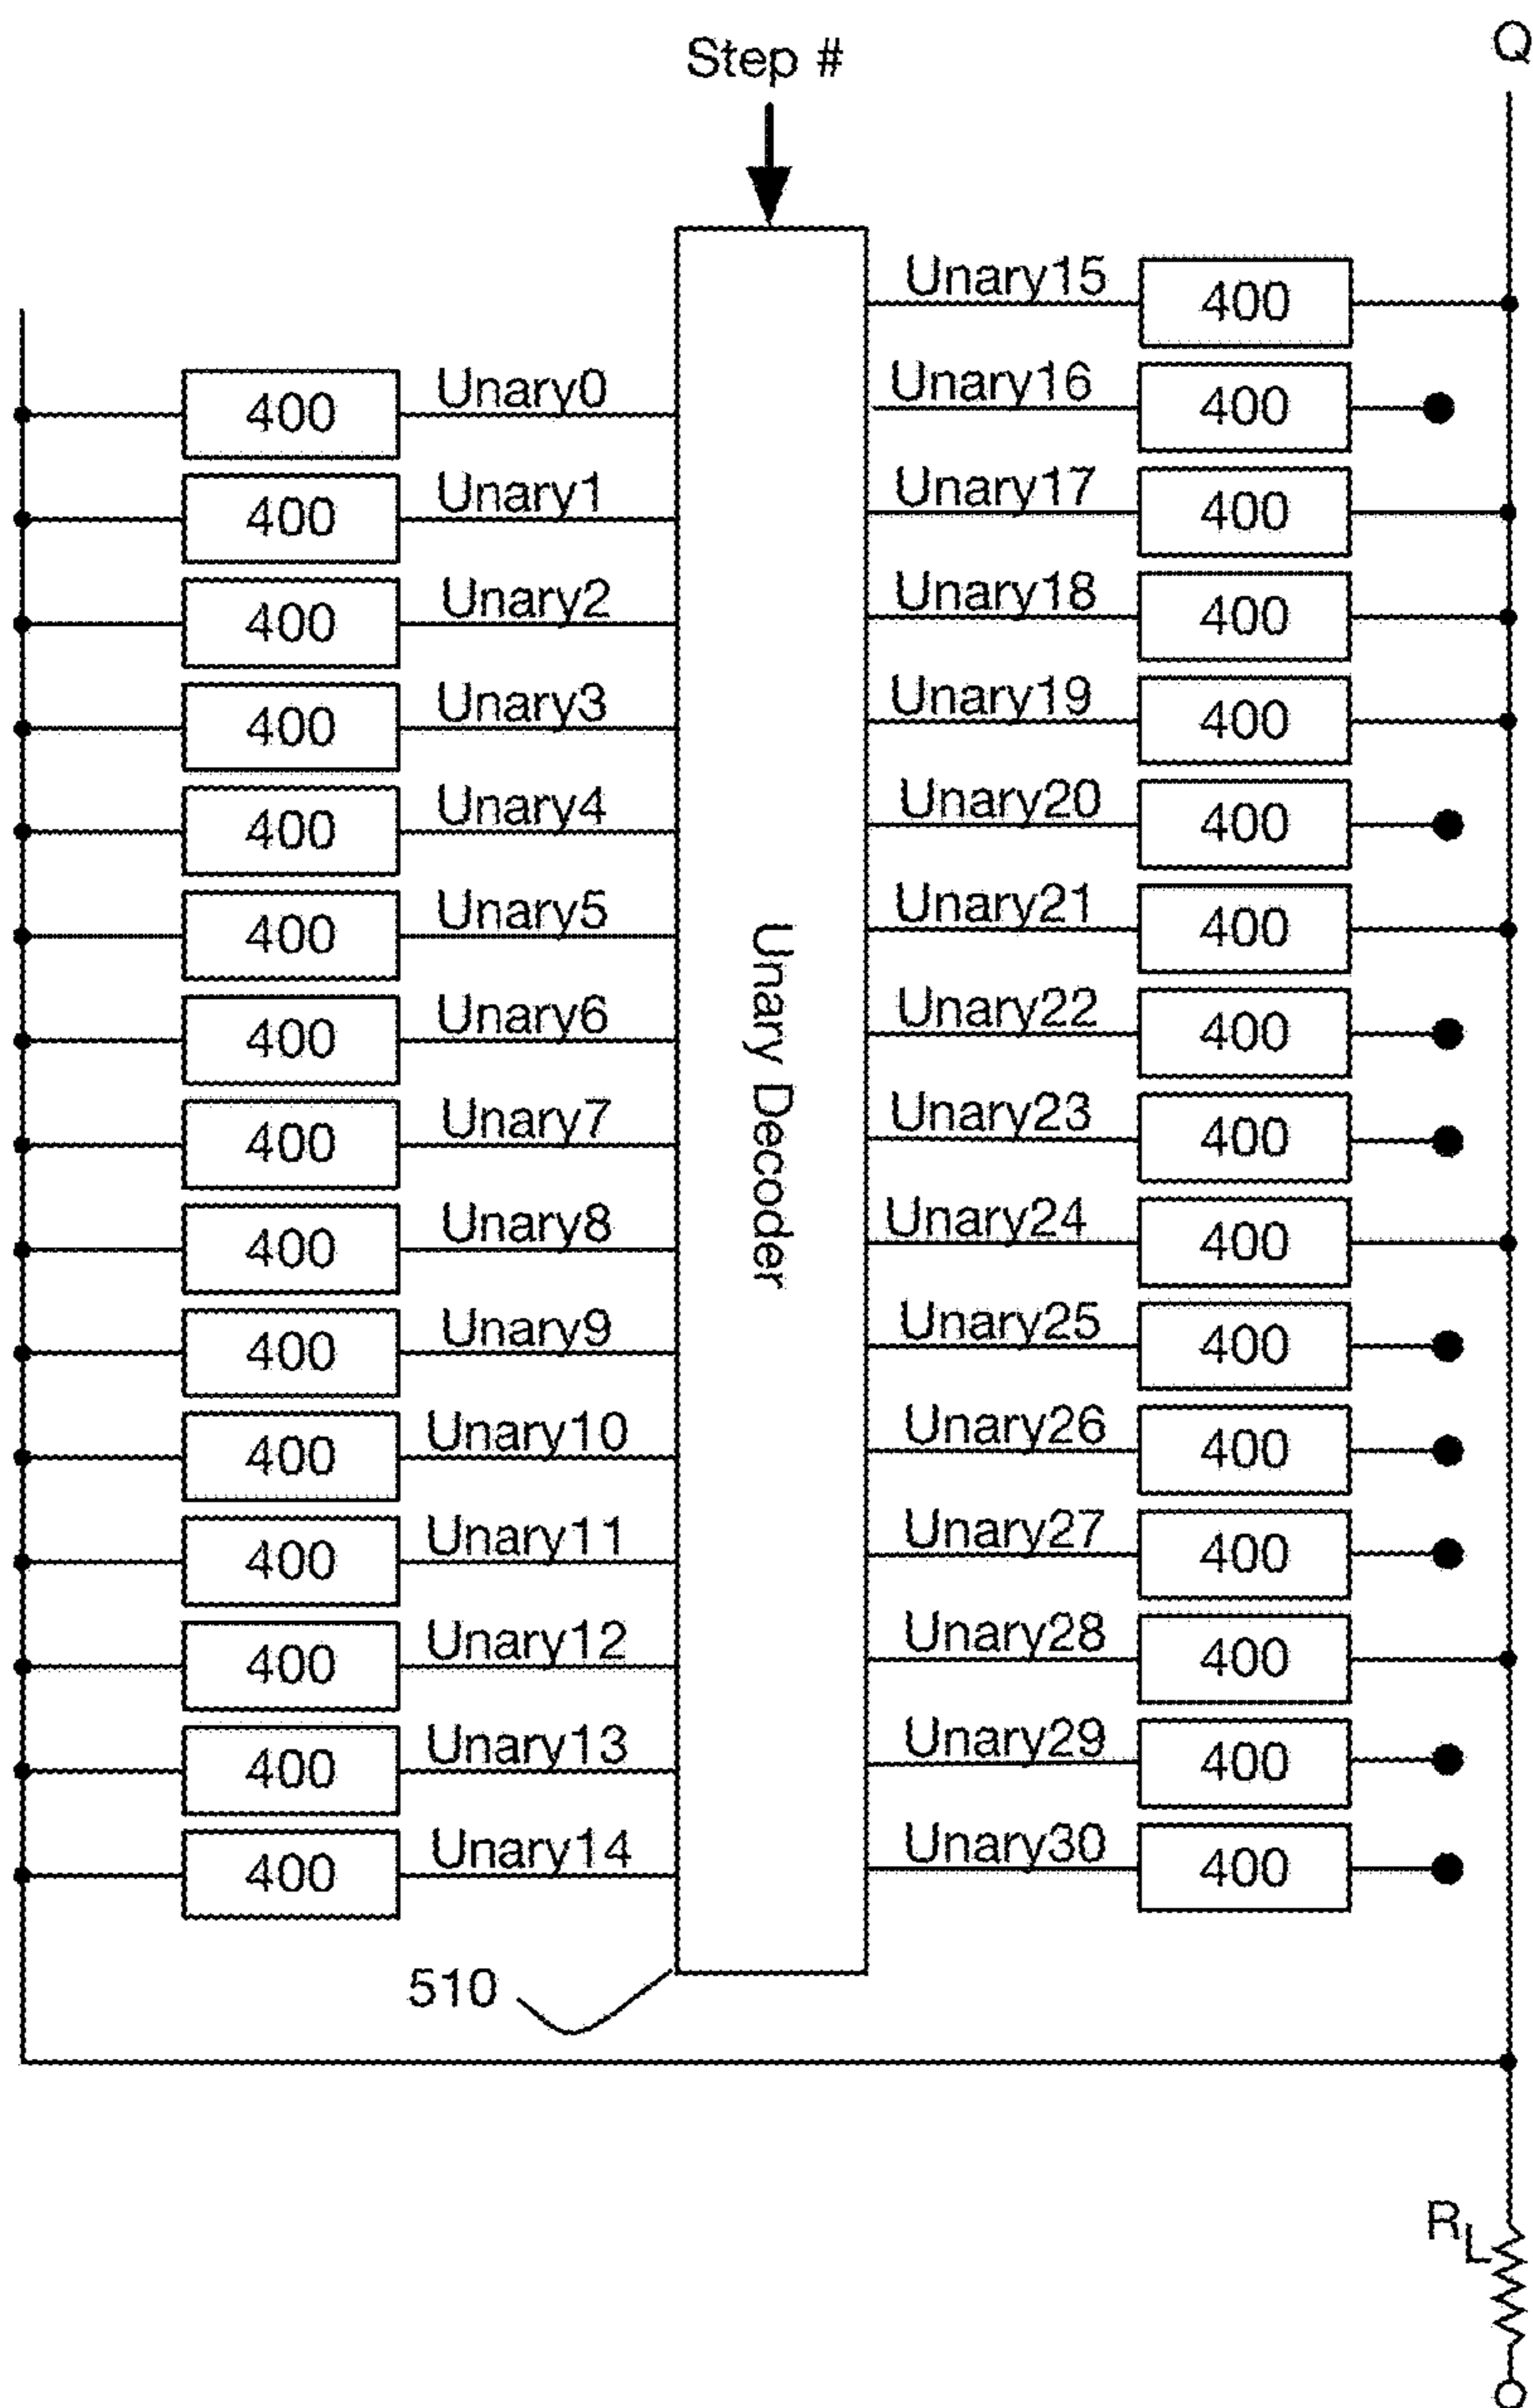 Step #
Q
400 Unary0
400 Unary1
400 Unary2
400 Unary3
400 Unary4
400 Unary5
400 Unary6
400 Unary7
400 Unary8
400 Unary9
400 Unary10
400 Unary11
400 Unary12
400 Unary13
400 Unary14
Unary Decoder
Unary15 400
Unary16 400
Unary17 400
Unary18 400
Unary19 400
Unary20 400
Unary21 400
Unary22 400
Unary23 400
Unary24 400
Unary25 400
Unary26 400
Unary27 400
Unary28 400
Unary29 400
Unary30 400
510
RL